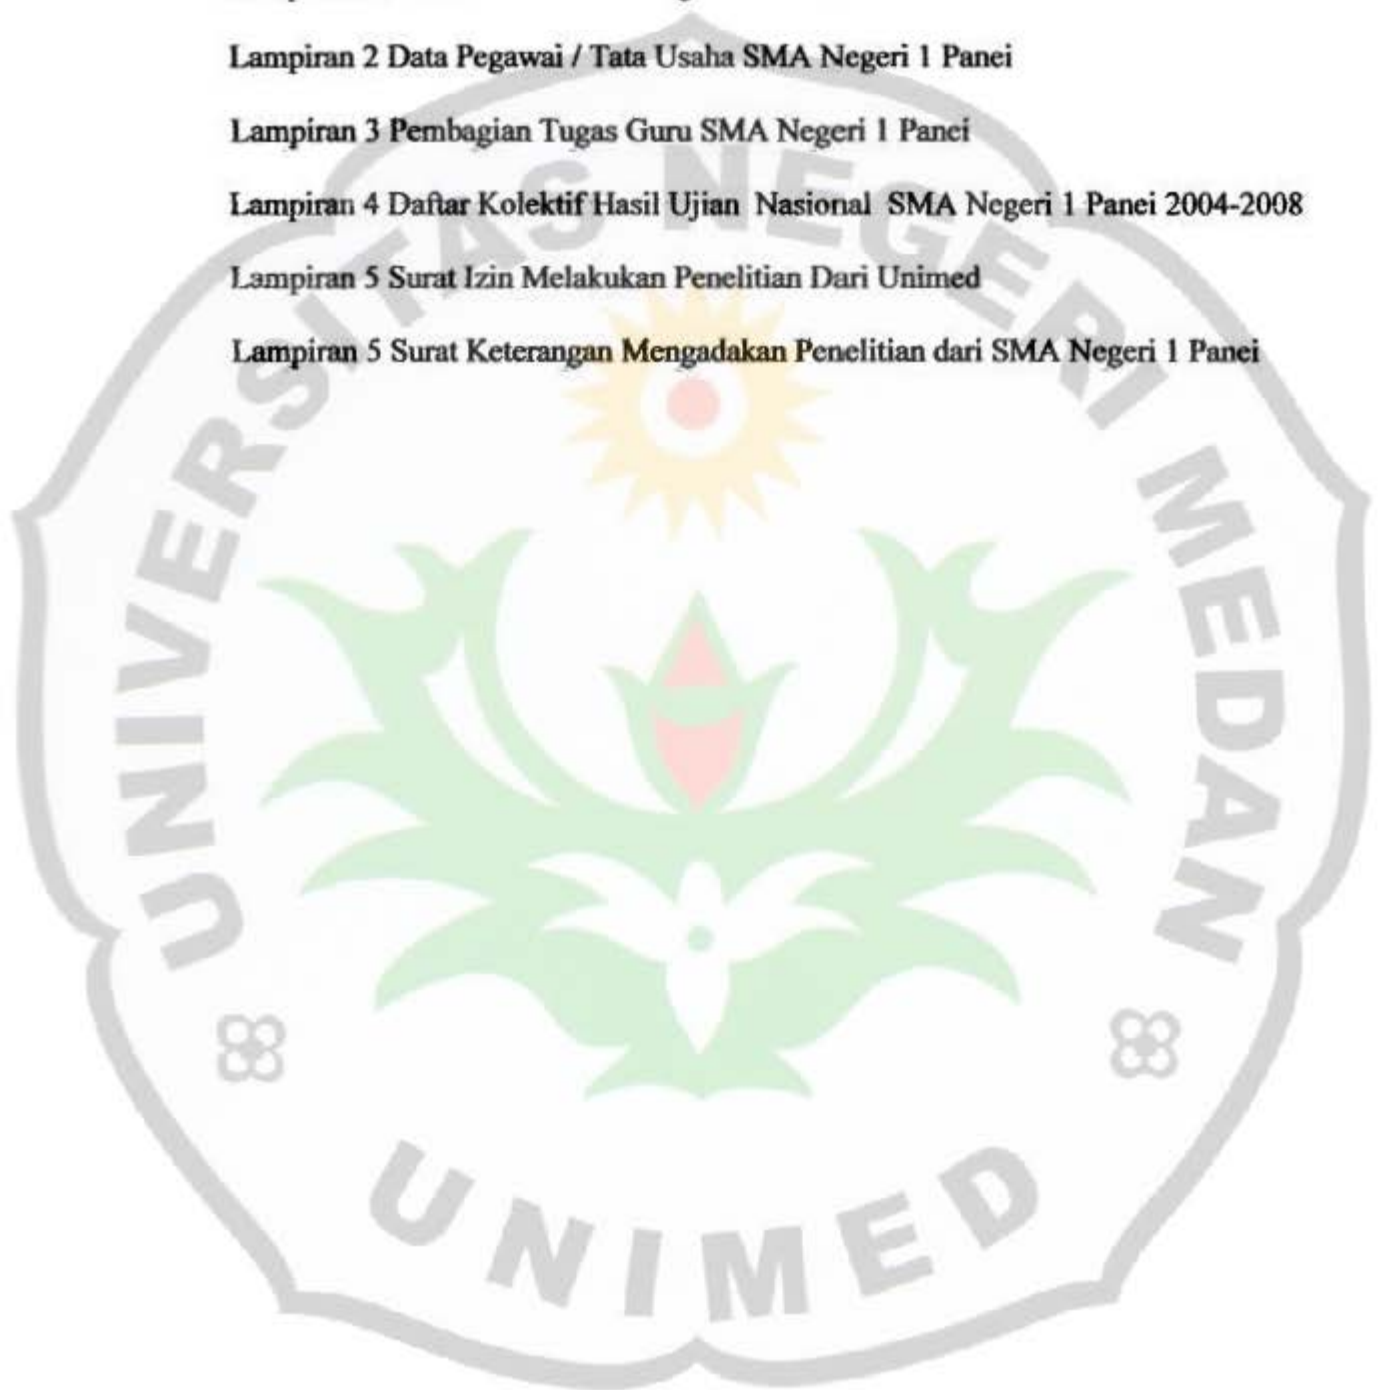 Lampiran 2 Data Pegawai / Tata Usaha SMA Negeri 1 Panei
Lampiran 3 Pembagian Tugas Guru SMA Negeri 1 Panei
Lampiran 4 Daftar Kolektif Hasil Ujian Nasional SMA Negeri 1 Panei 2004-2008
Lampiran 5 Surat Izin Melakukan Penelitian Dari Unimed
Lampiran 5 Surat Keterangan Mengadakan Penelitian dari SMA Negeri 1 Panei
UNIVERSITAS NEGERI MEDAN
UNIMED